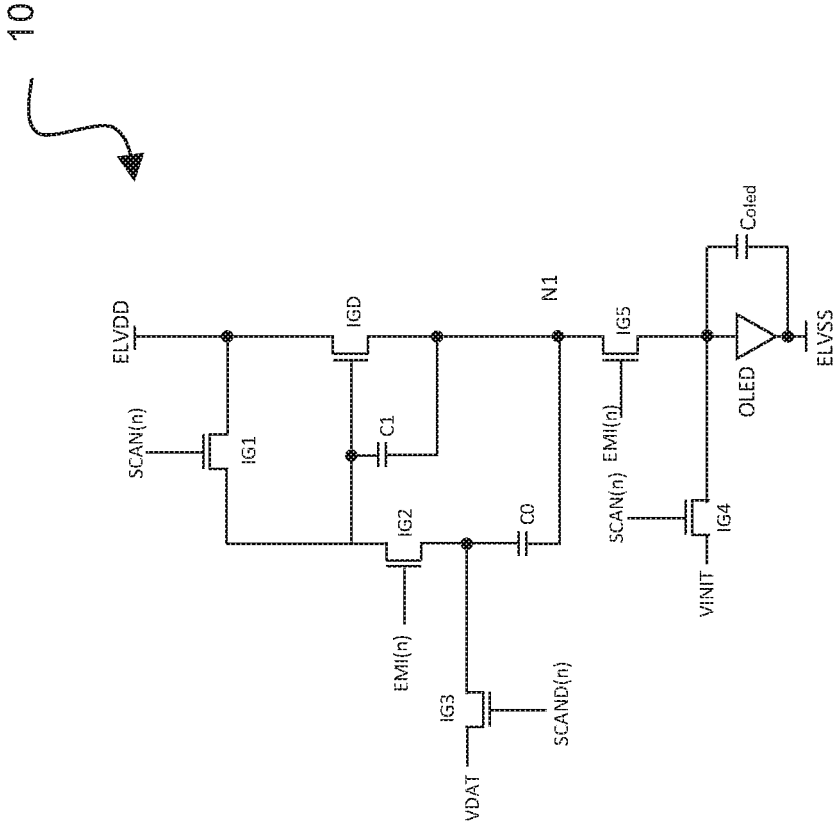 10
ELVDD
SCAN(n)
IG1
IGD
C1
N1
IG2
EMI(n)
C0
IG5
EMI(n)
SCAN(n)
IG4
VINIT
Coled
OLED
ELVSS
IG3
SCAND(n)
VDAT